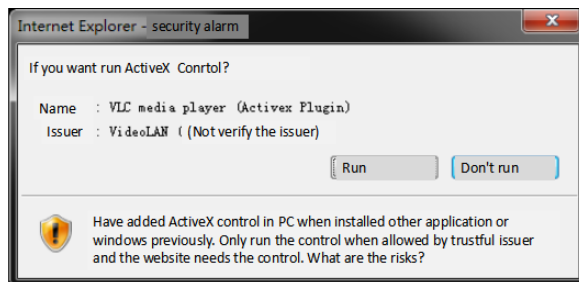 Internet Explorer - security alarm
If you want run ActiveX Conrtol?
Name : VLC media player (Activex Plugin)
Issuer : VideoLAN ( (Not verify the issuer)
Run Don't run
Have added ActiveX control in PC when installed other application or
windows previously. Only run the control when allowed by trustful issuer
and the website needs the control. What are the risks?